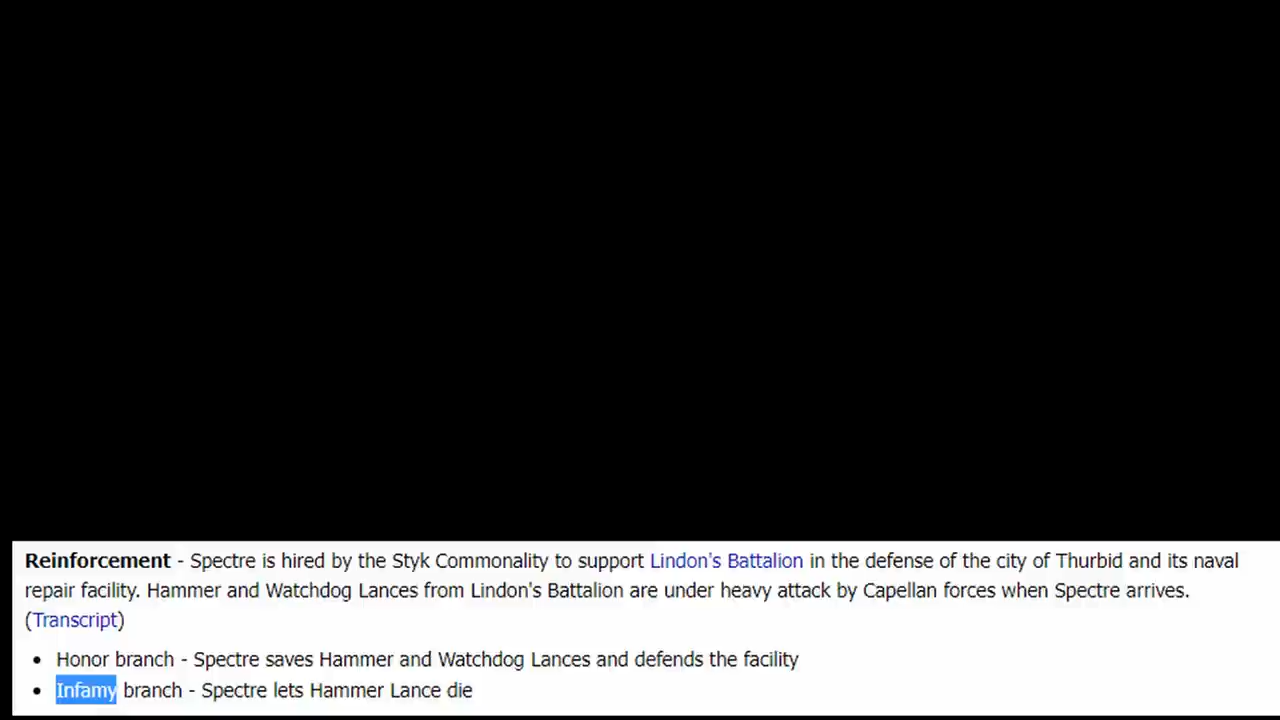 Reinforcement - Spectre is hired by the Styk Commonality to support Lindon's Battalion in the defense of the city of Thurbid and its naval
repair facility. Hammer and Watchdog Lances from Lindon's Battalion are under heavy attack by Capellan forces when Spectre arrives.
(Transcript)
• Honor branch - Spectre saves Hammer and Watchdog Lances and defends the facility
• Infamy branch - Spectre lets Hammer Lance die